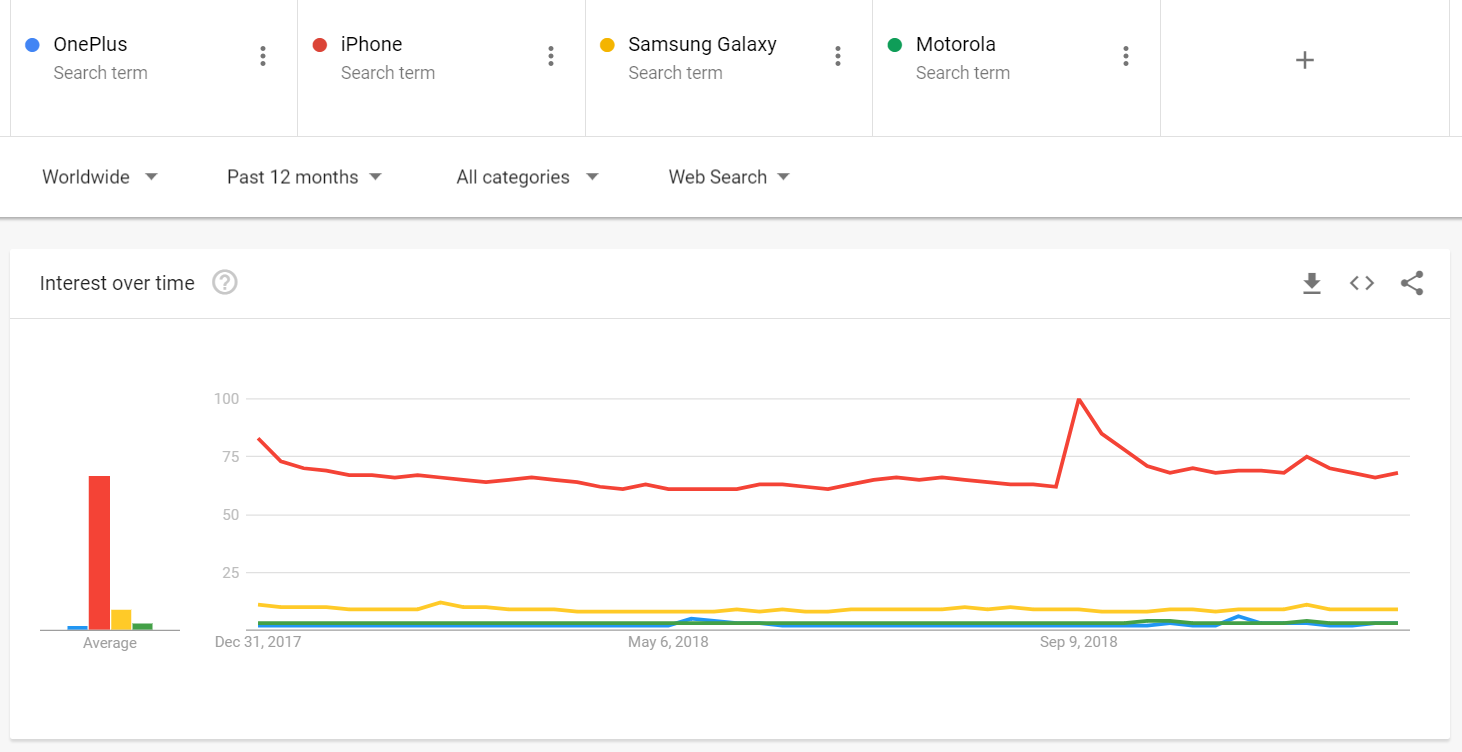 OnePlus
Search term
iPhone
Search term
Samsung Galaxy
Search term
Motorola
Search term
+
Worldwide
Past 12 months
All categories
Web Search
Interest over time
?
100
75
50
25
Average
Dec 31, 2017
May 6, 2018
Sep 9, 2018